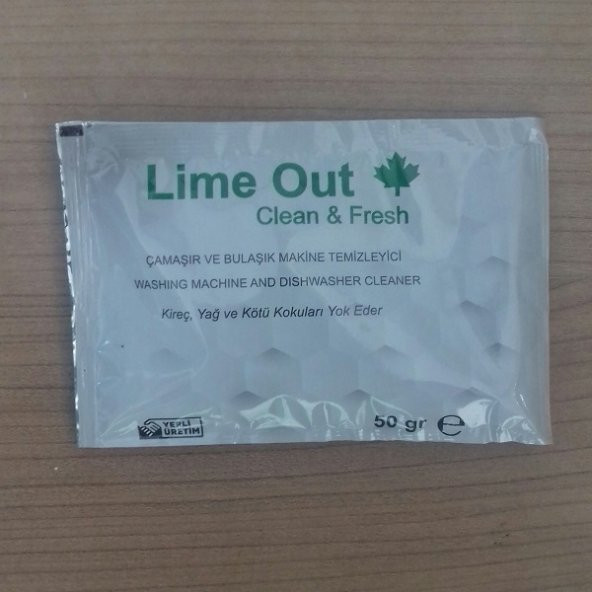 Lime Out
Clean & Fresh
ÇAMAŞIR VE BULAŞIK MAKİNE TEMİZLEYİCİ
WASHING MACHINE AND DISHWASHER CLEANER
Kireç, Yağ ve Kötü Kokuları Yok Eder
YERLİ
ÜRETİM
50 gr ℮